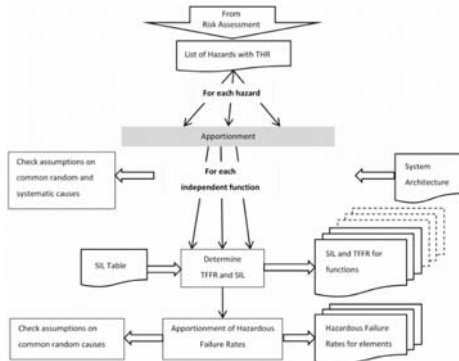 From
Risk Assessment
List of Hazards with THR
For each hazard
Apportionment
Check assumptions on
common random and
systematic causes
For each
independent function
System
Architecture
SIL Table
Determine
TFFR and SIL
SIL and TFFR for
functions
Check assumptions on
common random causes
Apportionment of Hazardous
Failure Rates
Hazardous Failure
Rates for elements